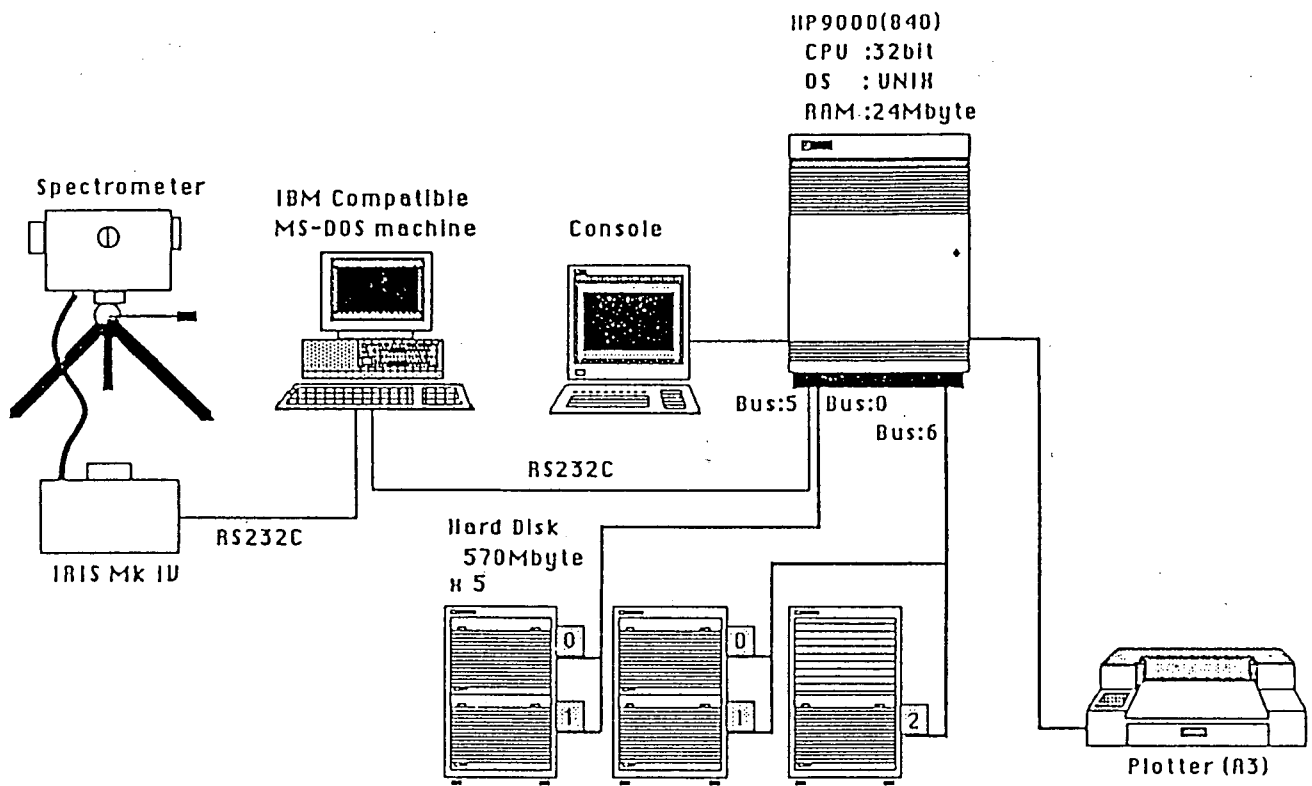 HP9000(840)
CPU :32bit
OS : UNIX
RAM :24Mbyte
Spectrometer
IBM Compatible
MS-DOS machine
Console
Bus:5
Bus:0
Bus:6
RS232C
RS232C
IRIS Mk IV
Hard Disk
570Mbyte
x 5
0
1
0
1
2
Plotter (A3)